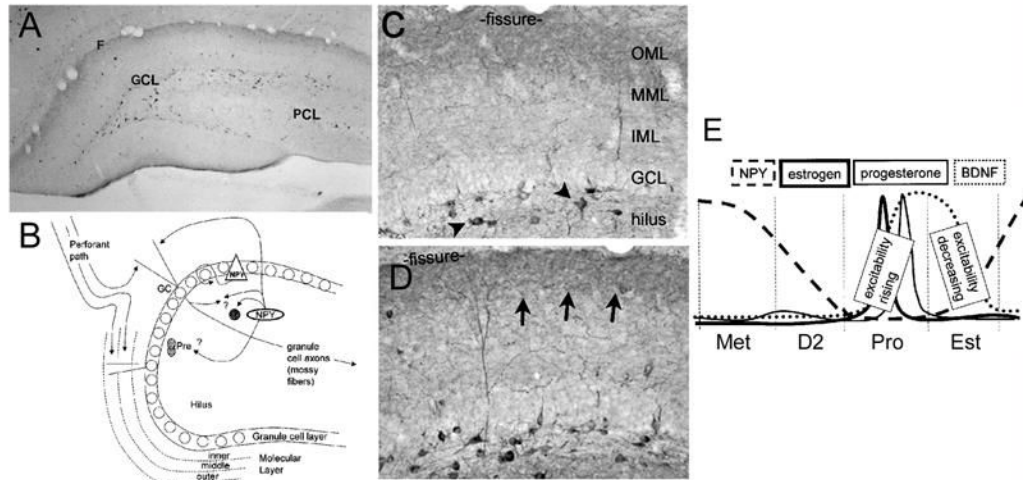 A
F
GCL
PCL
B
Perforant
path
GC
NPY
?
NPY
Pre
?
granule
cell axons
(mossy
fibers)
Hilus
Granule cell layer
inner
middle
outer
Molecular
Layer
C
-fissure-
OML
MML
IML
GCL
hilus
D
-fissure-
E
NPY
estrogen
progesterone
BDNF
excitability
rising
excitability
decreasing
Met
D2
Pro
Est